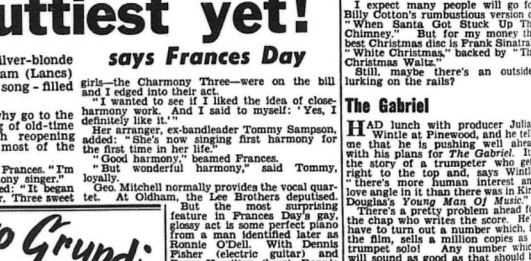 uttiest yet!
says Frances Day
ilver-blonde
am (Lancs)
song - filled
hy go to the
g of old-time
h reopening
most of the
Frances. "I'm
ony singer."
ed: "It began
r. Three sweet
girls—the Charmony Three—were on the bill
and I edged into their act.
"I wanted to see if I liked the idea of close-
harmony work. And I said to myself: 'Yes, I
definitely like it.'"
Her arranger, ex-bandleader Tommy Sampson,
added: "She's now singing first harmony for
the first time in her life."
"Good harmony," beamed Frances.
"But wonderful harmony," said Tommy,
loyally.
Geo. Mitchell normally provides the vocal quar-
tet. At Oldham, the Lee Brothers deputised.
But the most surprising
feature in Frances Day's gay,
glossy act is some perfect piano
from a man identified later as
Ronnie O'Dell. With Dennis
Fisher (electric guitar) and
I expect many people will go fo
Billy Cotton's rumbustious version o
"When Santa Got Stuck Up Th
Chimney." But for my money th
best Christmas disc is Frank Sinatra
"White Christmas," backed by "Th
Christmas Waltz."
Still, maybe there's an outside
lurking on the rails?
The Gabriel
HAD lunch with producer Julia
Wintle at Pinewood, and he tel
me that he is pushing well ahea
with his plans for The Gabriel. It
the story of a trumpeter who ge
right to the top and, says Wintl
"there's more human interest an
love angle in it than there was in Kir
Douglas's Young Man Of Music."
There's a pretty problem ahead fo
the chap who writes the score. He
have to turn out a number which, i
the film, sells a million copies as
trumpet solo! Any number whic
will sound as good as that should